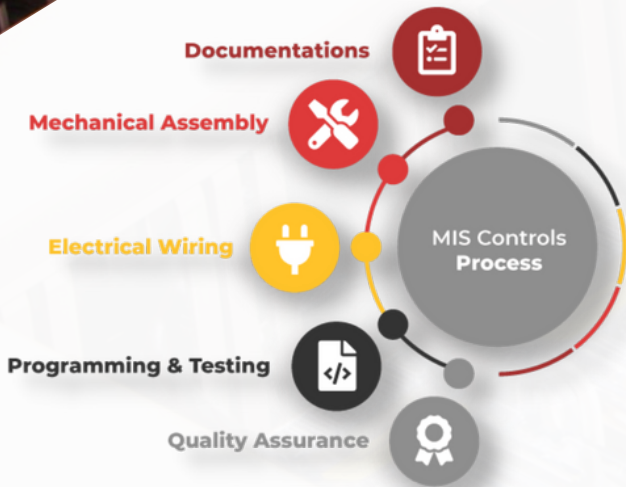 Documentations
Mechanical Assembly
Electrical Wiring
MIS Controls
Process
Programming & Testing
Quality Assurance